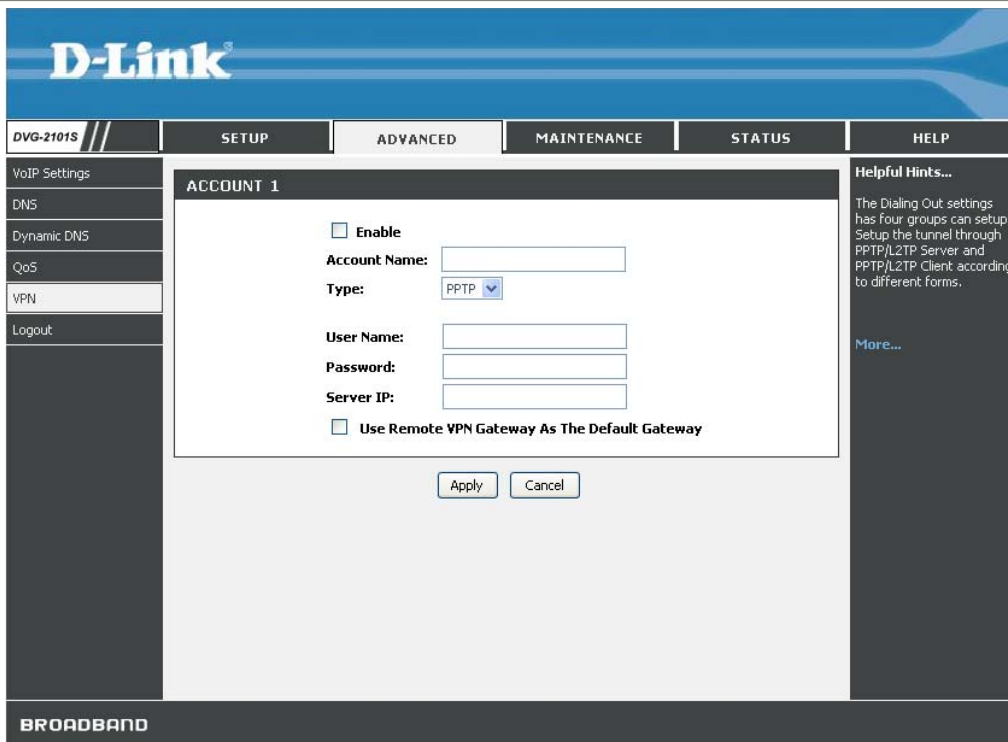 D-Link®
DVG-2101S
SETUP
ADVANCED
MAINTENANCE
STATUS
HELP
VoIP Settings
DNS
Dynamic DNS
QoS
VPN
Logout
ACCOUNT 1
Enable
Account Name:
Type: PPTP
User Name:
Password:
Server IP:
Use Remote VPN Gateway As The Default Gateway
Apply Cancel
Helpful Hints...
The Dialing Out settings
has four groups can setup
Setup the tunnel through
PPTP/L2TP Server and
PPTP/L2TP Client according
to different forms.
More...
BROADBAND